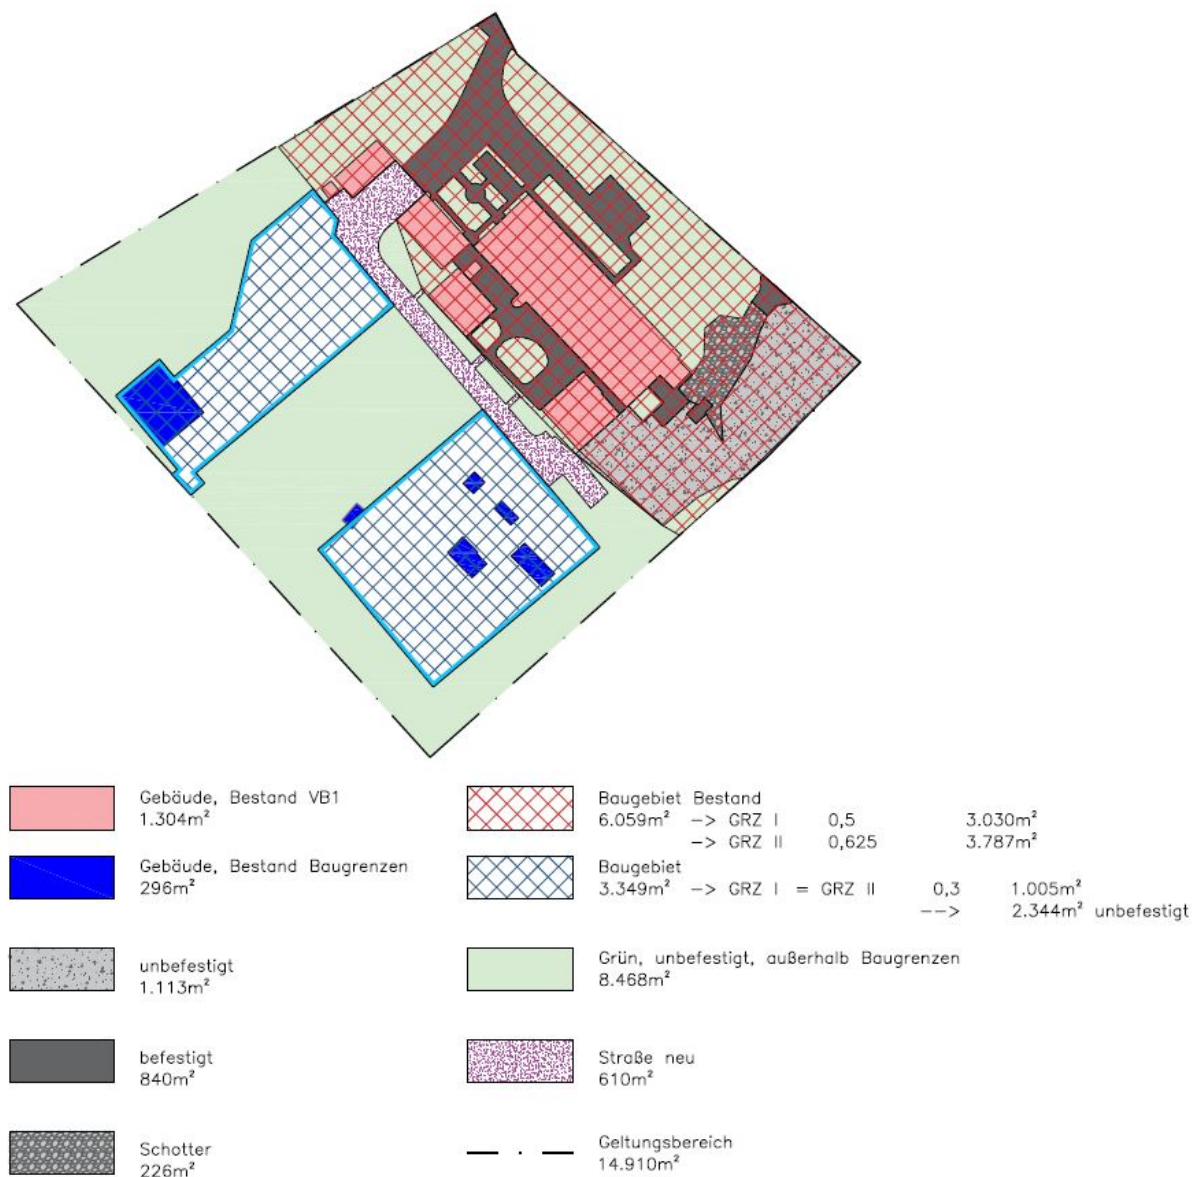 Gebäude, Bestand VB1
1.304m²
Gebäude, Bestand Baugrenzen
296m²
unbefestigt
1.113m²
befestigt
840m²
Schotter
226m²
Baugebiet Bestand
6.059m² -> GRZ I 0,5 3.030m²
-> GRZ II 0,625 3.787m²
Baugebiet
3.349m² -> GRZ I = GRZ II 0,3 1.005m²
--> 2.344m² unbefestigt
Grün, unbefestigt, außerhalb Baugrenzen
8.468m²
Straße neu
610m²
Geltungsbereich
14.910m²